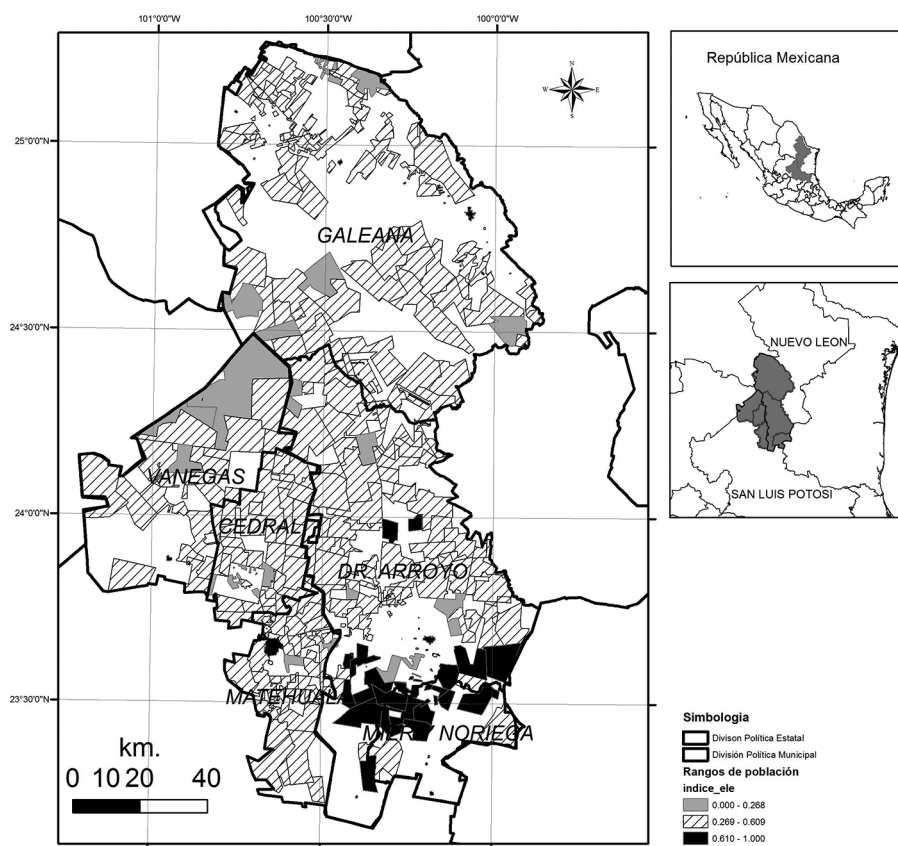 101°0'0"W
100°30'0"W
100°0'0"W
25°0'0"N
24°30'0"N
24°0'0"N
23°30'0"N
N
W
E
S
GALEANA
VANEGAS
CEDRAL
DR. ARROYO
MATEHUALA
MIER Y NORIEGA
km.
0 10 20 40
República Mexicana
NUEVO LEON
SAN LUIS POTOSI
Simbologia
Divison Política Estatal
División Política Municipal
Rangos de población
indice_ele
0.000 - 0.268
0.269 - 0.609
0.610 - 1.000